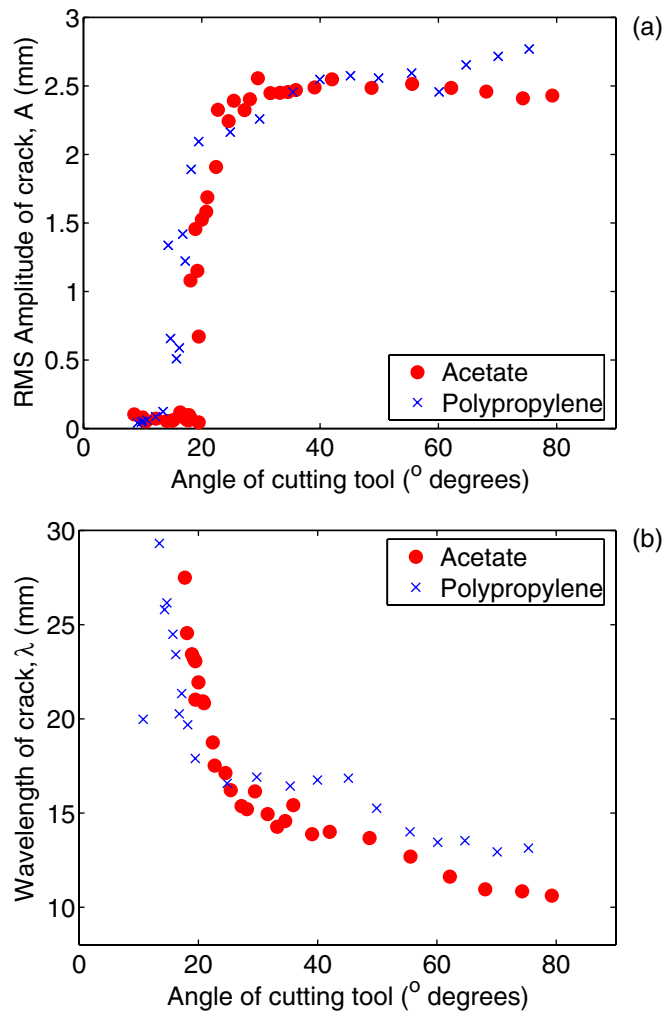 (a)
3
2.5
2
1.5
1
0.5
0
RMS Amplitude of crack, A (mm)
Acetate
Polypropylene
0 20 40 60 80
Angle of cutting tool (° degrees)
(b)
30
25
20
15
10
Wavelength of crack, λ (mm)
Acetate
Polypropylene
0 20 40 60 80
Angle of cutting tool (° degrees)